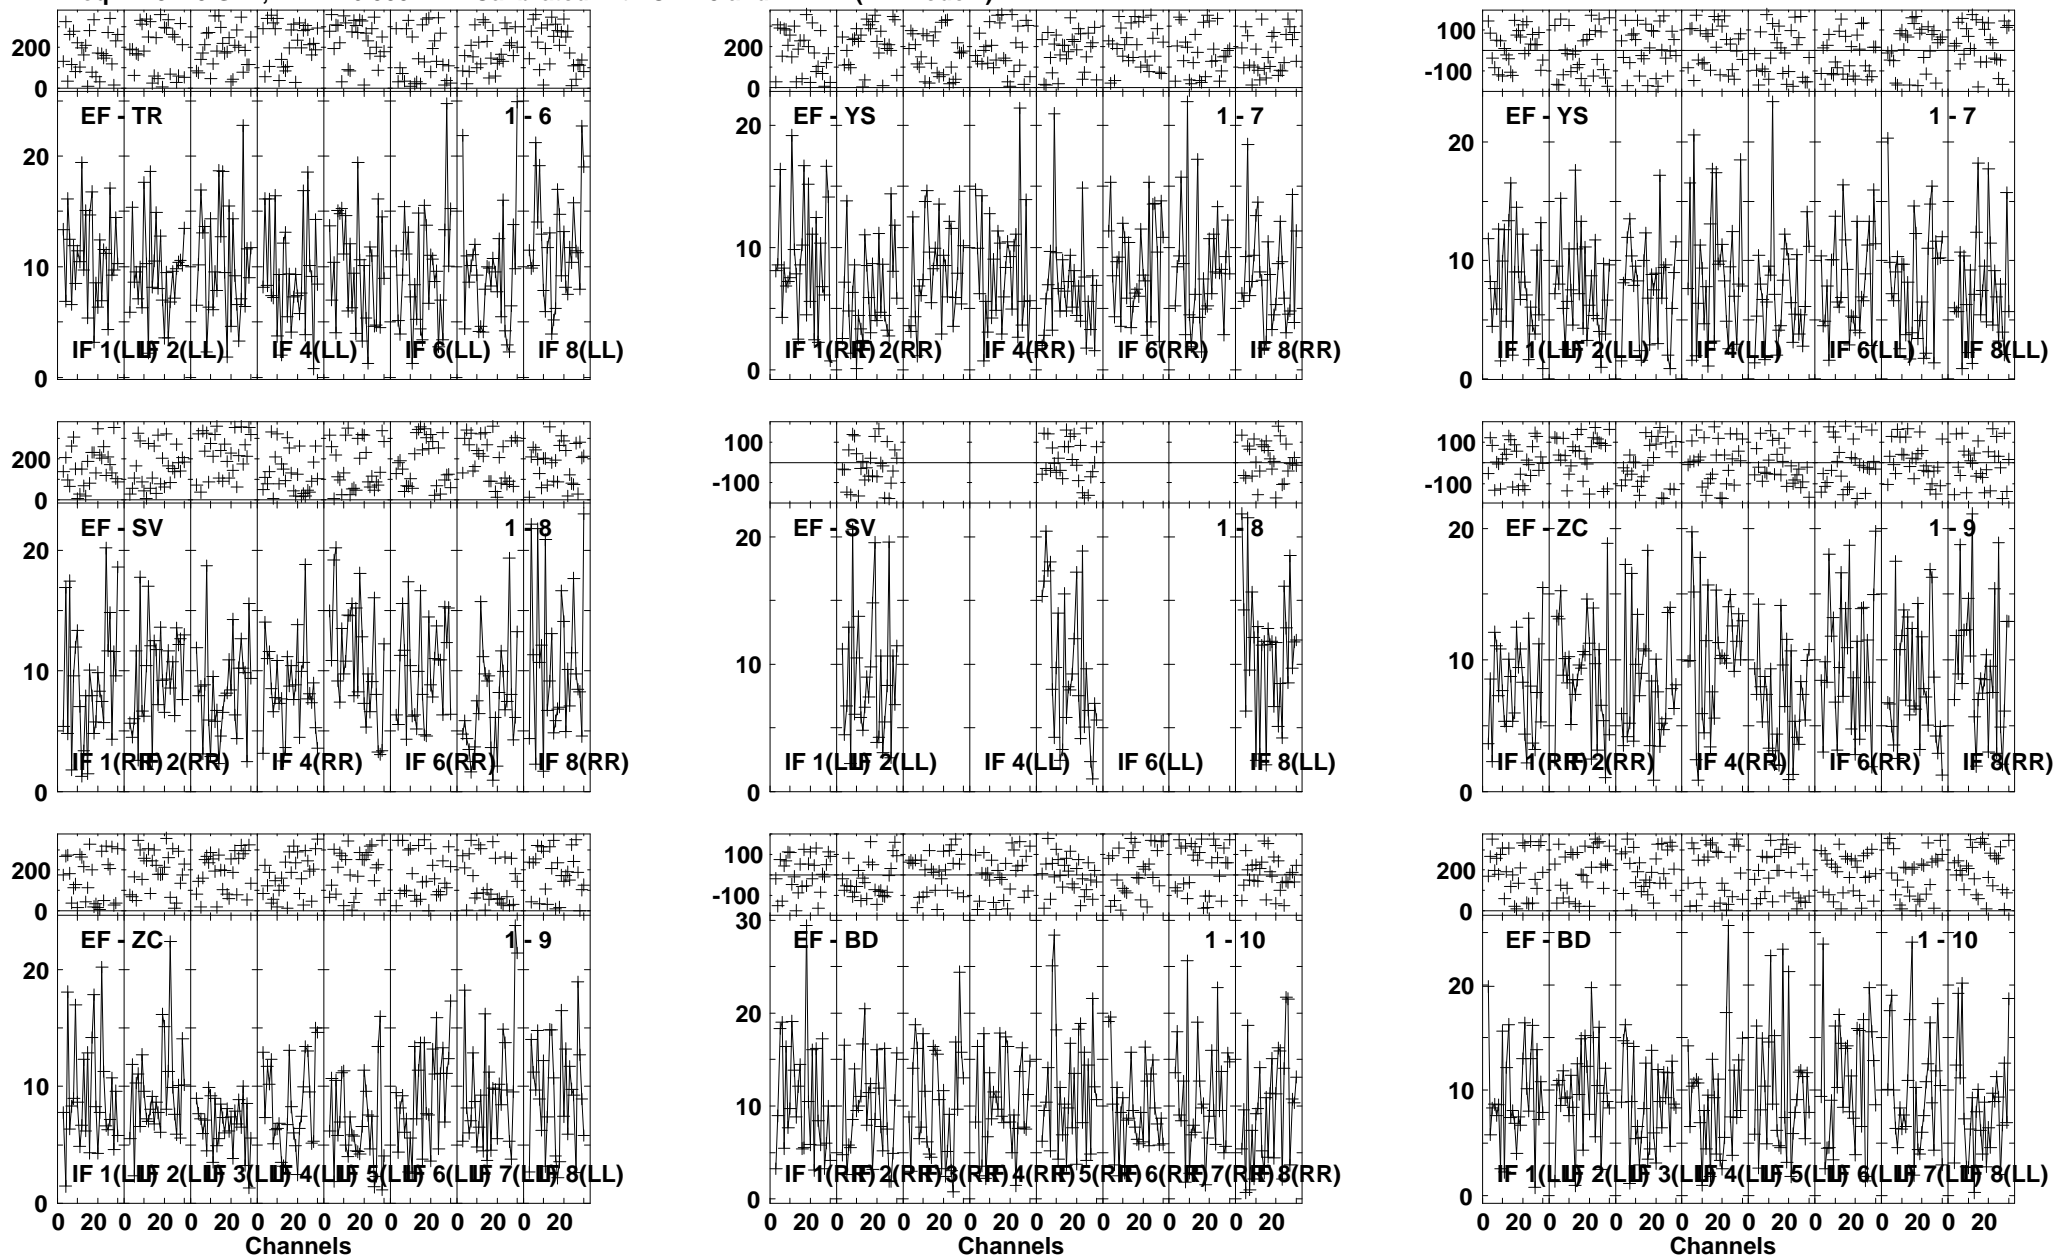 200
0
EF - TR
1 - 6
20
10
0
IF 1(LL)
IF 2(LL)
IF 4(LL)
IF 6(LL)
IF 8(LL)
200
0
EF - YS
1 - 7
20
10
0
IF 1(RR)
IF 2(RR)
IF 4(RR)
IF 6(RR)
IF 8(RR)
100
-100
EF - YS
1 - 7
20
10
0
IF 1(LL)
IF 2(LL)
IF 4(LL)
IF 6(LL)
IF 8(LL)
200
0
EF - SV
1 - 8
20
10
0
IF 1(RR)
IF 2(RR)
IF 4(RR)
IF 6(RR)
IF 8(RR)
100
-100
EF - SV
1 - 8
20
10
0
IF 1(LL)
IF 2(LL)
IF 4(LL)
IF 6(LL)
IF 8(LL)
100
-100
EF - ZC
1 - 9
20
10
0
IF 1(RR)
IF 2(RR)
IF 4(RR)
IF 6(RR)
IF 8(RR)
200
0
EF - ZC
1 - 9
20
10
0
IF 1(LL)
IF 2(LL)
IF 3(LL)
IF 4(LL)
IF 5(LL)
IF 6(LL)
IF 7(LL)
IF 8(LL)
0 20 0 20 0 20 0 20 0 20 0 20 0 20 0 20
Channels
100
-100
30
EF - BD
1 - 10
20
10
0
IF 1(RR)
IF 2(RR)
IF 3(RR)
IF 4(RR)
IF 5(RR)
IF 6(RR)
IF 7(RR)
IF 8(RR)
0 20 0 20 0 20 0 20 0 20 0 20 0 20 0 20
Channels
200
0
EF - BD
1 - 10
20
10
0
IF 1(LL)
IF 2(LL)
IF 3(LL)
IF 4(LL)
IF 5(LL)
IF 6(LL)
IF 7(LL)
IF 8(LL)
0 20 0 20 0 20 0 20 0 20 0 20 0 20 0 20
Channels